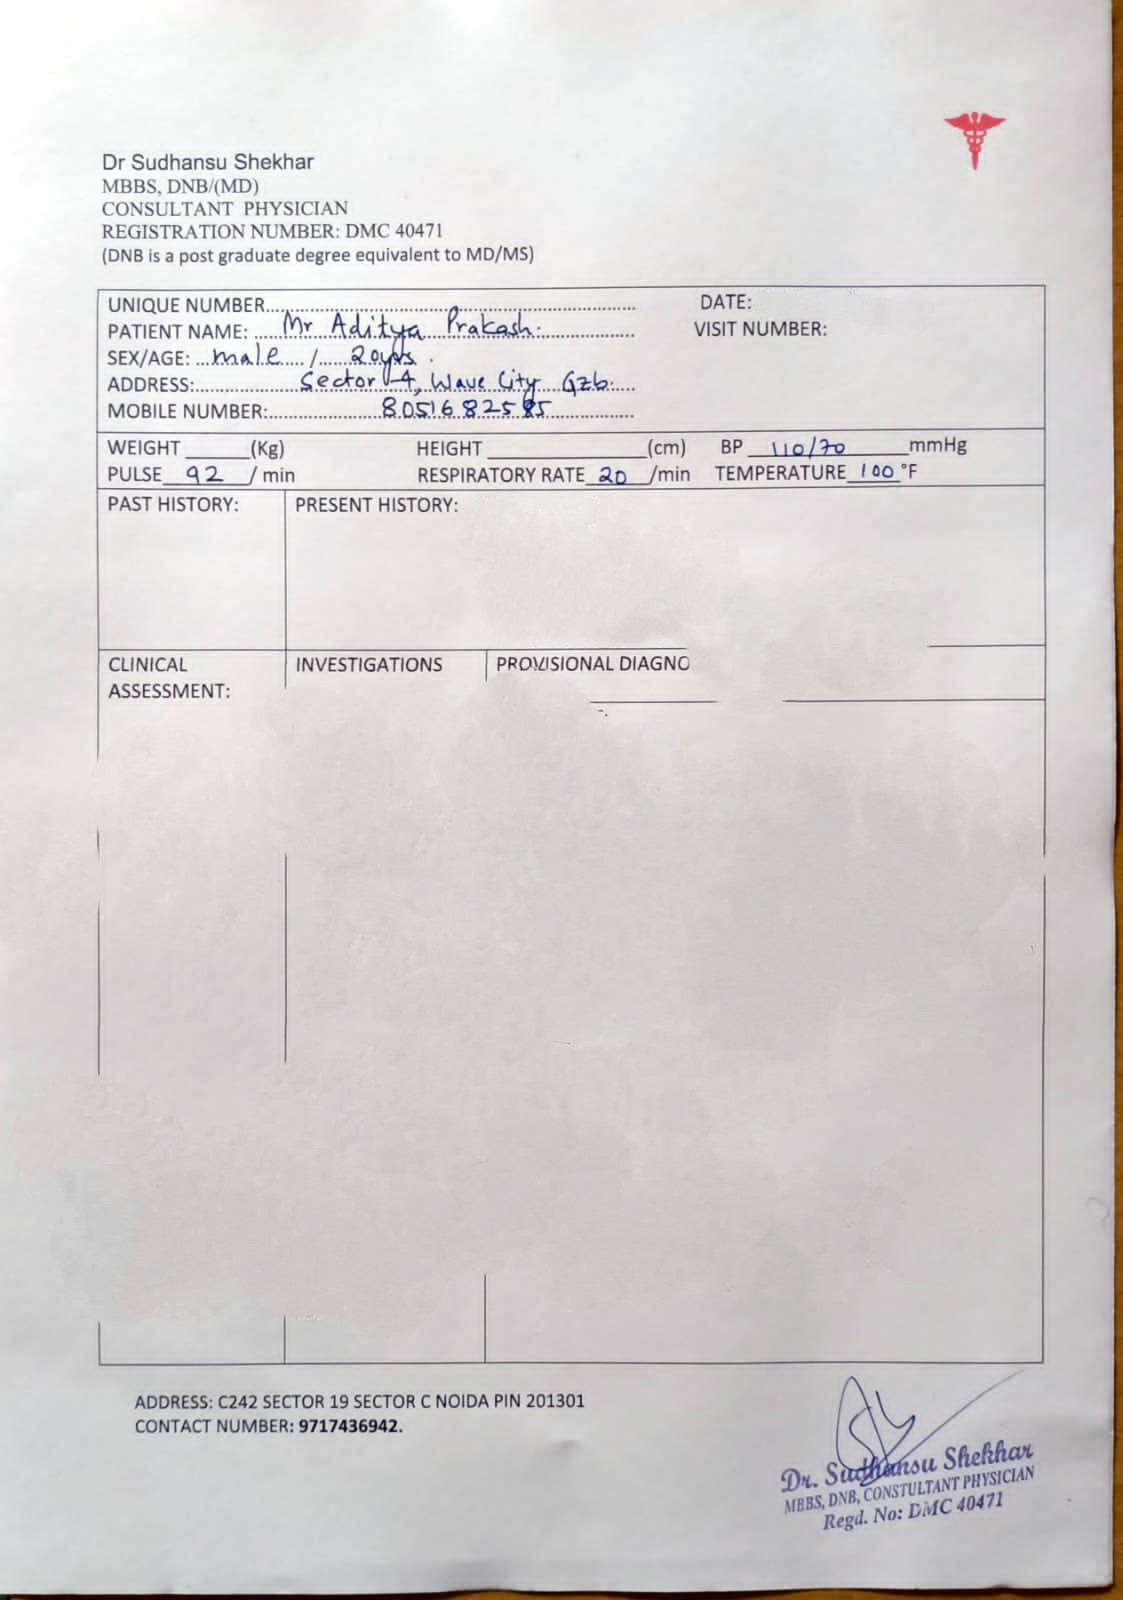 Dr Sudhansu Shekhar
MBBS, DNB/(MD)
CONSULTANT PHYSICIAN
REGISTRATION NUMBER: DMC 40471
(DNB is a post graduate degree equivalent to MD/MS)
UNIQUE NUMBER
DATE:
PATIENT NAME: Mr Aditya Prakash
VISIT NUMBER:
SEX/AGE: male / 20yrs.
ADDRESS: Sector-4, Wave City Gzb.
MOBILE NUMBER: 8051682585
WEIGHT (Kg) HEIGHT (cm) BP 110/70 mmHg
PULSE 92 / min RESPIRATORY RATE 20 /min TEMPERATURE 100 °F
PAST HISTORY: PRESENT HISTORY:
CLINICAL ASSESSMENT: INVESTIGATIONS PROVISIONAL DIAGNO
ADDRESS: C242 SECTOR 19 SECTOR C NOIDA PIN 201301
CONTACT NUMBER: 9717436942.
Dr. Sudhansu Shekhar
MBBS, DNB, CONSTULTANT PHYSICIAN
Regd. No: DMC 40471